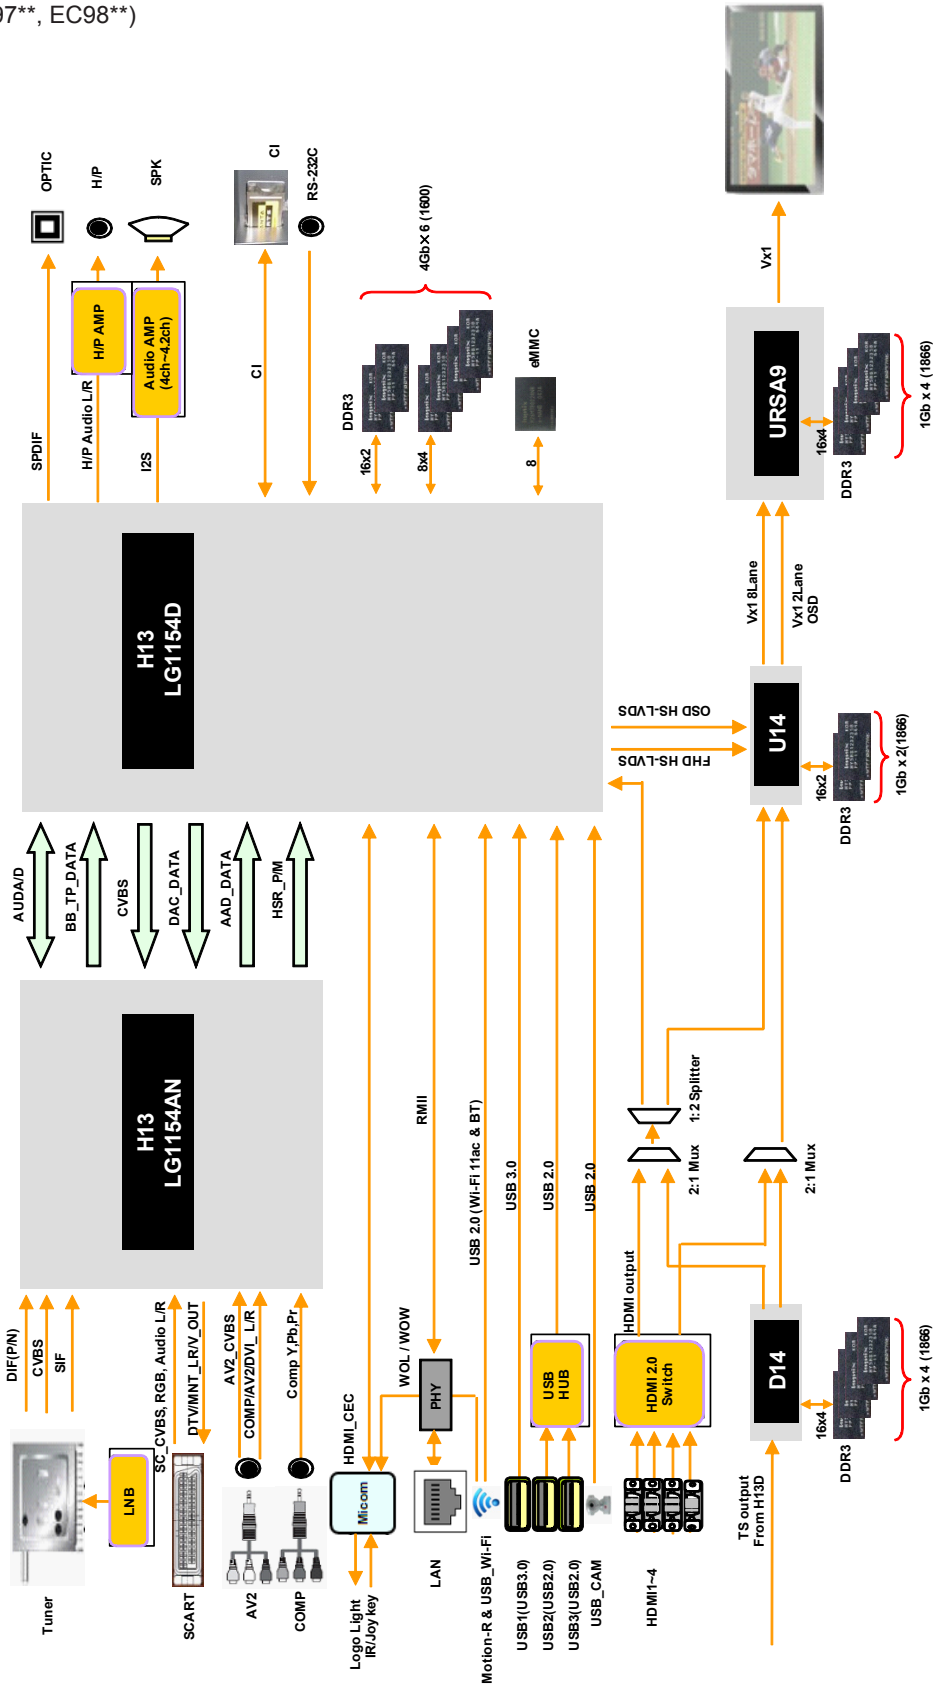 97**, EC98**)
OPTIC
H/P
SPK
CI
RS-232C
SPDIF
H/P AMP
H/P Audio L/R
Audio AMP
(4ch~4.2ch)
I2S
CI
4Gb× 6 (1600)
DDR3
16x2
8x4
eMMC
8
H13
LG1154D
Vx1
URSA9
16x4
DDR3
1Gb x 4 (1866)
Vx1 8Lane
Vx1 2Lane
OSD
U14
16x2
DDR3
1Gb x 2(1866)
OSD HS-LVDS
FHD HS-LVDS
AUDA/D
BB_TP_DATA
CVBS
DAC_DATA
AAD_DATA
HSR_P/M
H13
LG1154AN
RMII
USB 2.0 (Wi-Fi 11ac & BT)
USB 3.0
USB 2.0
USB 2.0
1:2 Splitter
2:1 Mux
2:1 Mux
DIF(P/N)
CVBS
SIF
SC_CVBS, RGB, Audio L/R
DTV/MNT_LR/V_OUT
AV2_CVBS
COMP/AV2/DVI_ L/R
Comp Y,Pb,Pr
HDMI_CEC
WOL / WOW
PHY
USB
HUB
HDMI output
HDMI 2.0
Switch
D14
16x4
DDR3
1Gb x 4 (1866)
TS output
From H13D
Tuner
LNB
SCART
AV2
COMP
Micom
Logo Light
IR/Joy key
LAN
Motion-R & USB_Wi-Fi
USB1(USB3.0)
USB2(USB2.0)
USB3(USB2.0)
USB_CAM
HDMI1~4